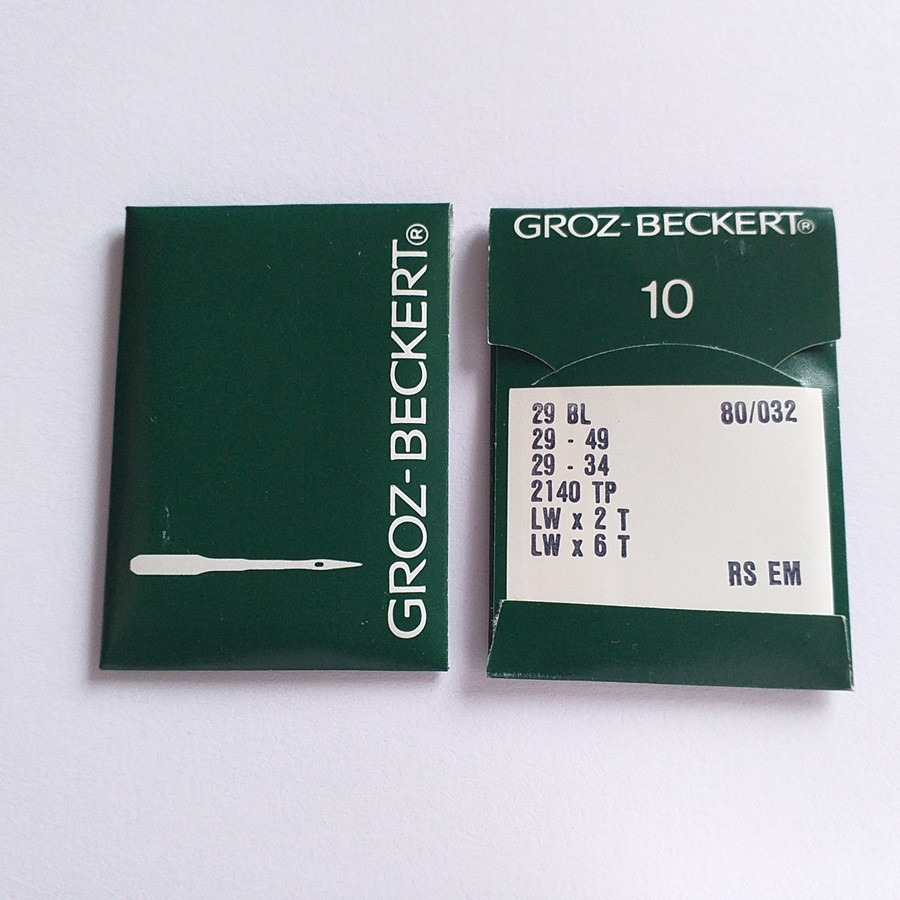 GROZ-BECKERT®
GROZ-BECKERT®
10
29 BL 80/032
29 - 49
29 - 34
2140 TP
LW x 2 T
LW x 6 T
RS EM